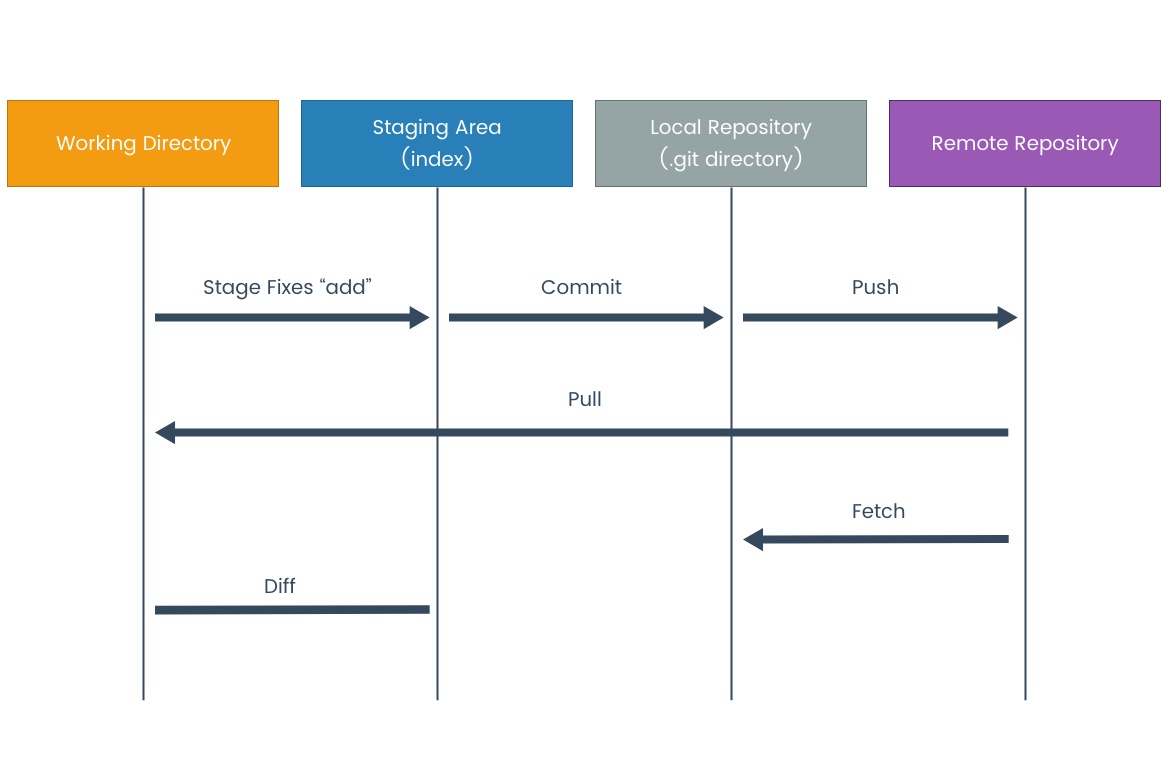 Working Directory
Staging Area
(index)
Local Repository
(.git directory)
Remote Repository
Stage Fixes “add”
Commit
Push
Pull
Fetch
Diff